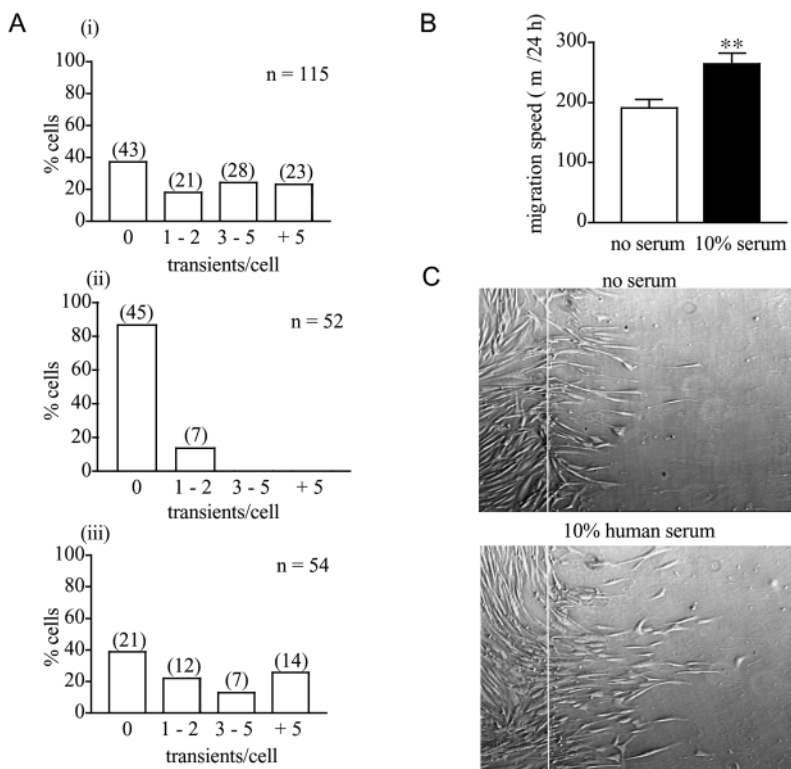 A
(i)
n = 115
100
80
60
40
20
0
% cells
(43)
(21)
(28)
(23)
0 1 - 2 3 - 5 + 5
transients/cell
(ii)
n = 52
100
80
60
40
20
0
% cells
(45)
(7)
0 1 - 2 3 - 5 + 5
transients/cell
(iii)
n = 54
100
80
60
40
20
0
% cells
(21)
(12)
(7)
(14)
0 1 - 2 3 - 5 + 5
transients/cell
B
migration speed ( m /24 h)
300
200
100
0
**
no serum 10% serum
C
no serum
10% human serum